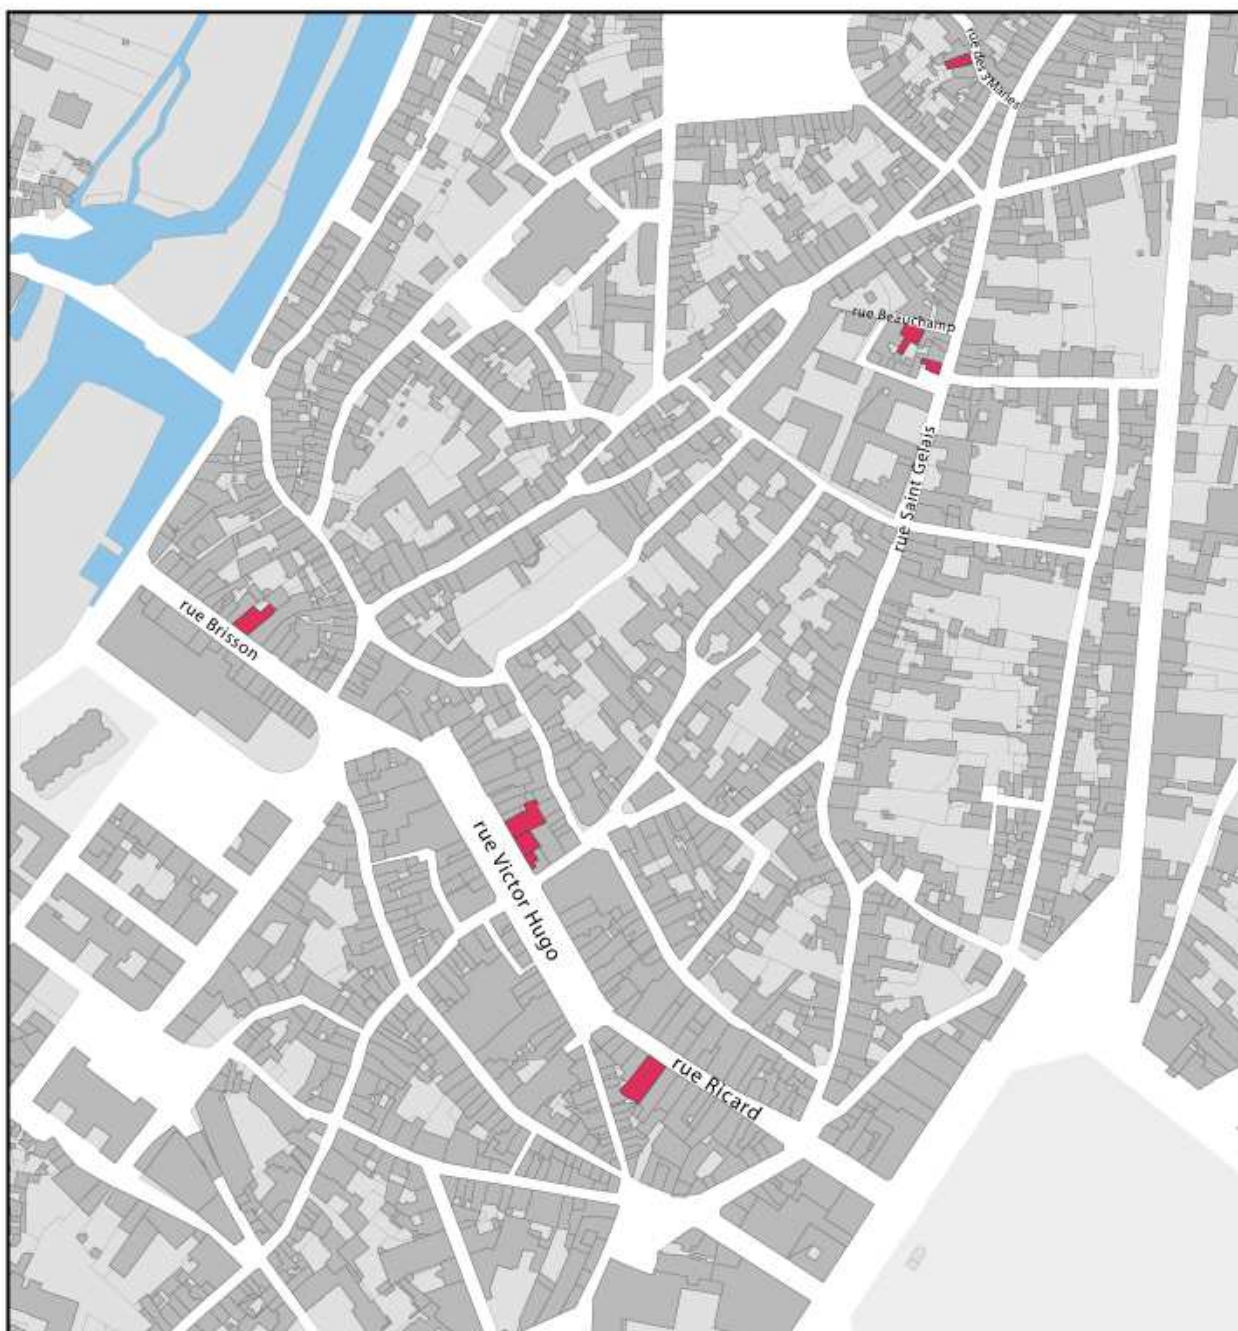 rue des 3 Maries
rue Beauchamp
rue Saint Gelais
rue Brisson
rue Victor Hugo
rue Ricard